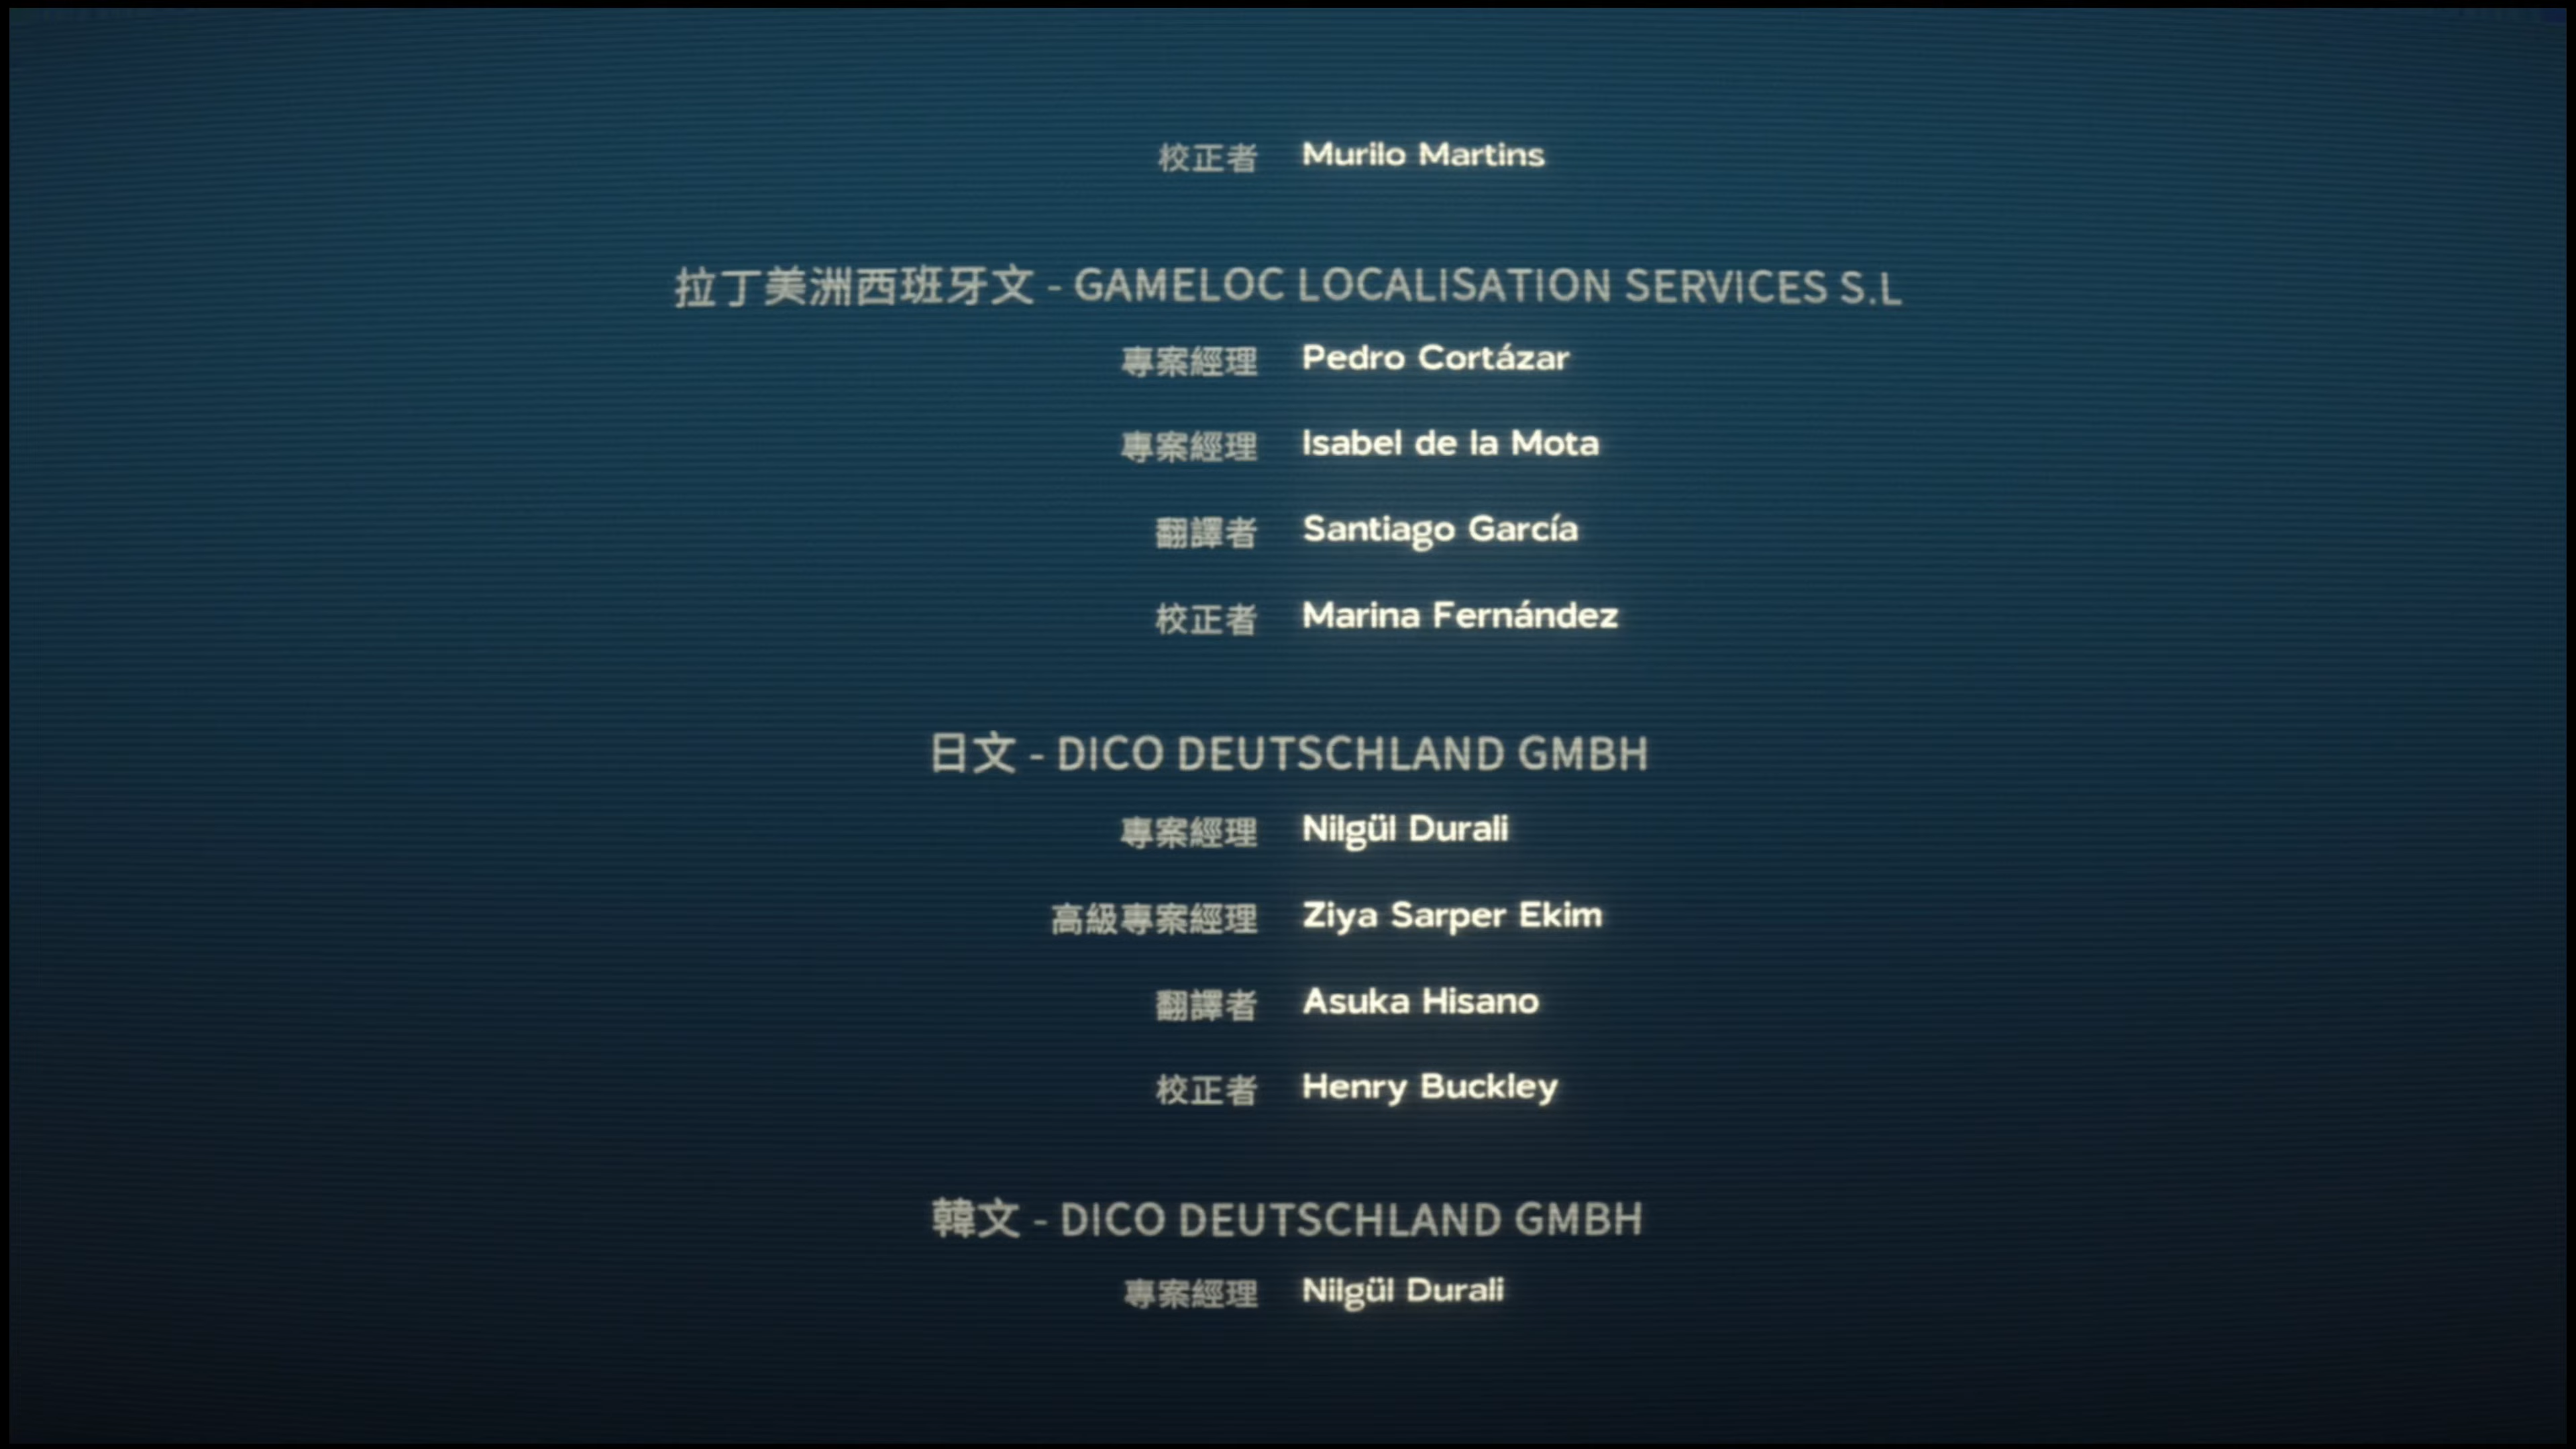 校正者 Murilo Martins
拉丁美洲西班牙文 - GAMELOC LOCALISATION SERVICES S.L
專案經理 Pedro Cortázar
專案經理 Isabel de la Mota
翻譯者 Santiago García
校正者 Marina Fernández
日文 - DICO DEUTSCHLAND GMBH
專案經理 Nilgül Durali
高級專案經理 Ziya Sarper Ekim
翻譯者 Asuka Hisano
校正者 Henry Buckley
韓文 - DICO DEUTSCHLAND GMBH
專案經理 Nilgül Durali